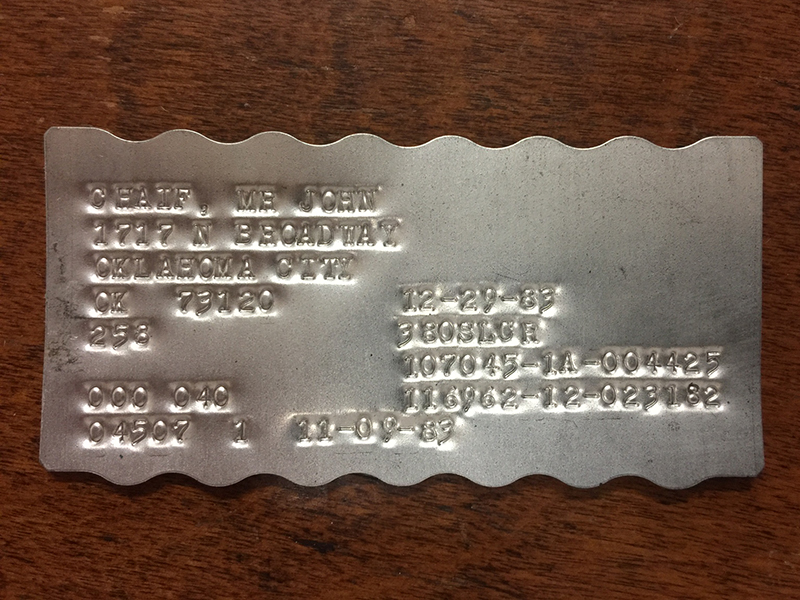 CHAIF, MR JOHN
1717 N BROADWAY
OKLAHOMA CITY
OK 73120
258
12-29-83
380SLCR
107045-1A-004425
116962-12-023182
000 040
04507 1 11-09-83